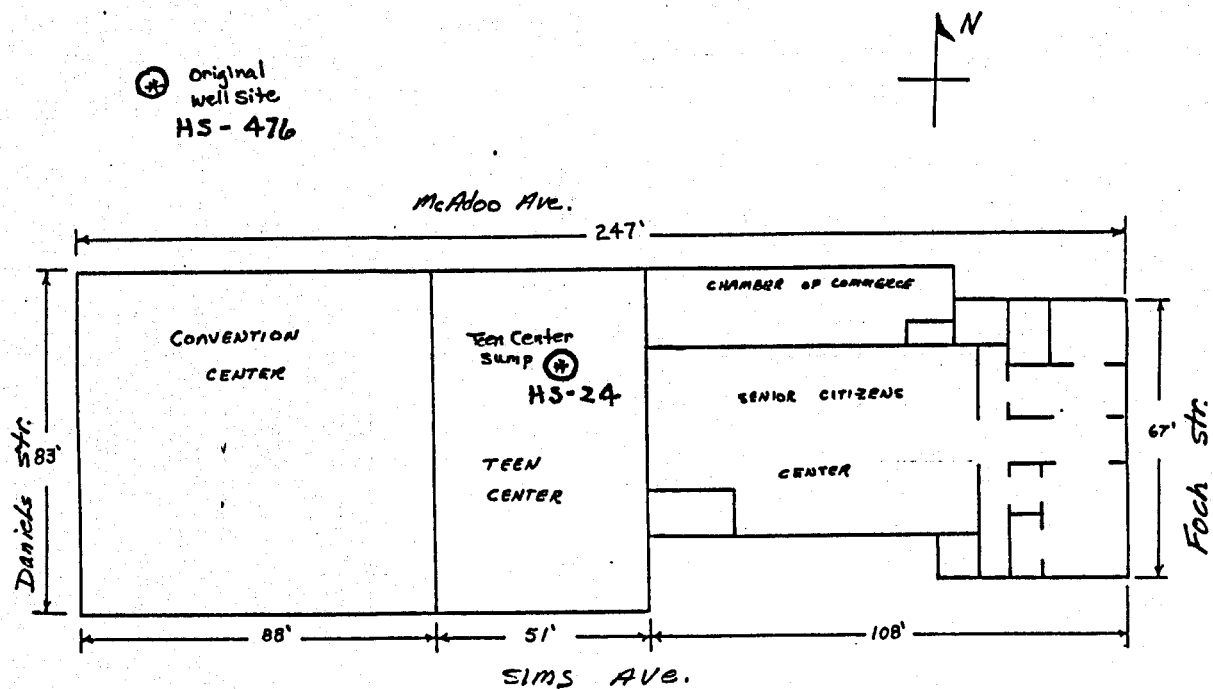 N
Original
well site
HS-476
McAdoo Ave.
247'
CONVENTION
CENTER
Teen Center
Sump
HS-24
TEEN
CENTER
CHAMBER OF COMMERCE
SENIOR CITIZENS
CENTER
Daniels Str.
83'
67'
Foch Str.
88'
51'
108'
SIMS AVE.